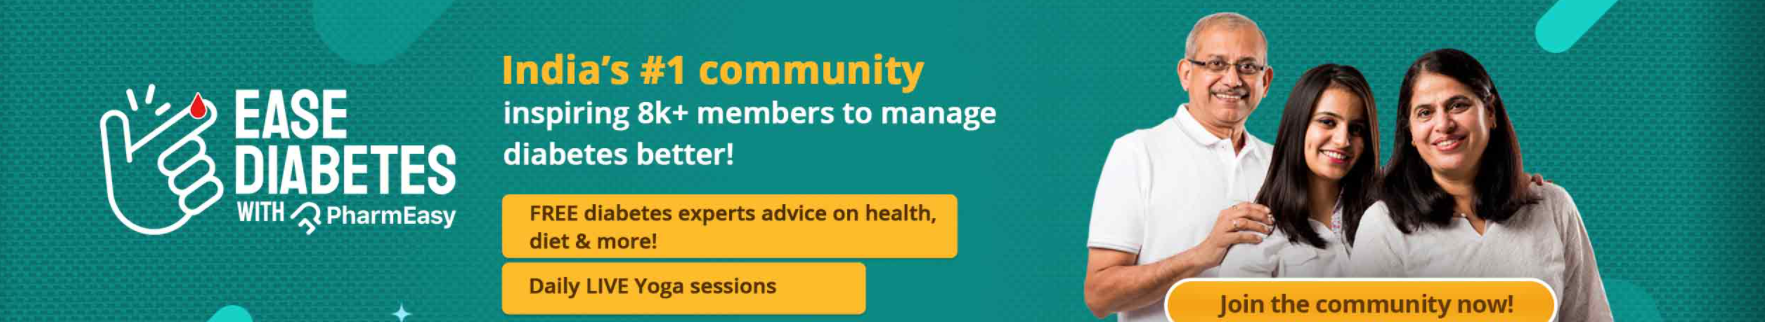 EASE
DIABETES
WITH PharmEasy
India's #1 community
inspiring 8k+ members to manage
diabetes better!
FREE diabetes experts advice on health,
diet & more!
Daily LIVE Yoga sessions
Join the community now!